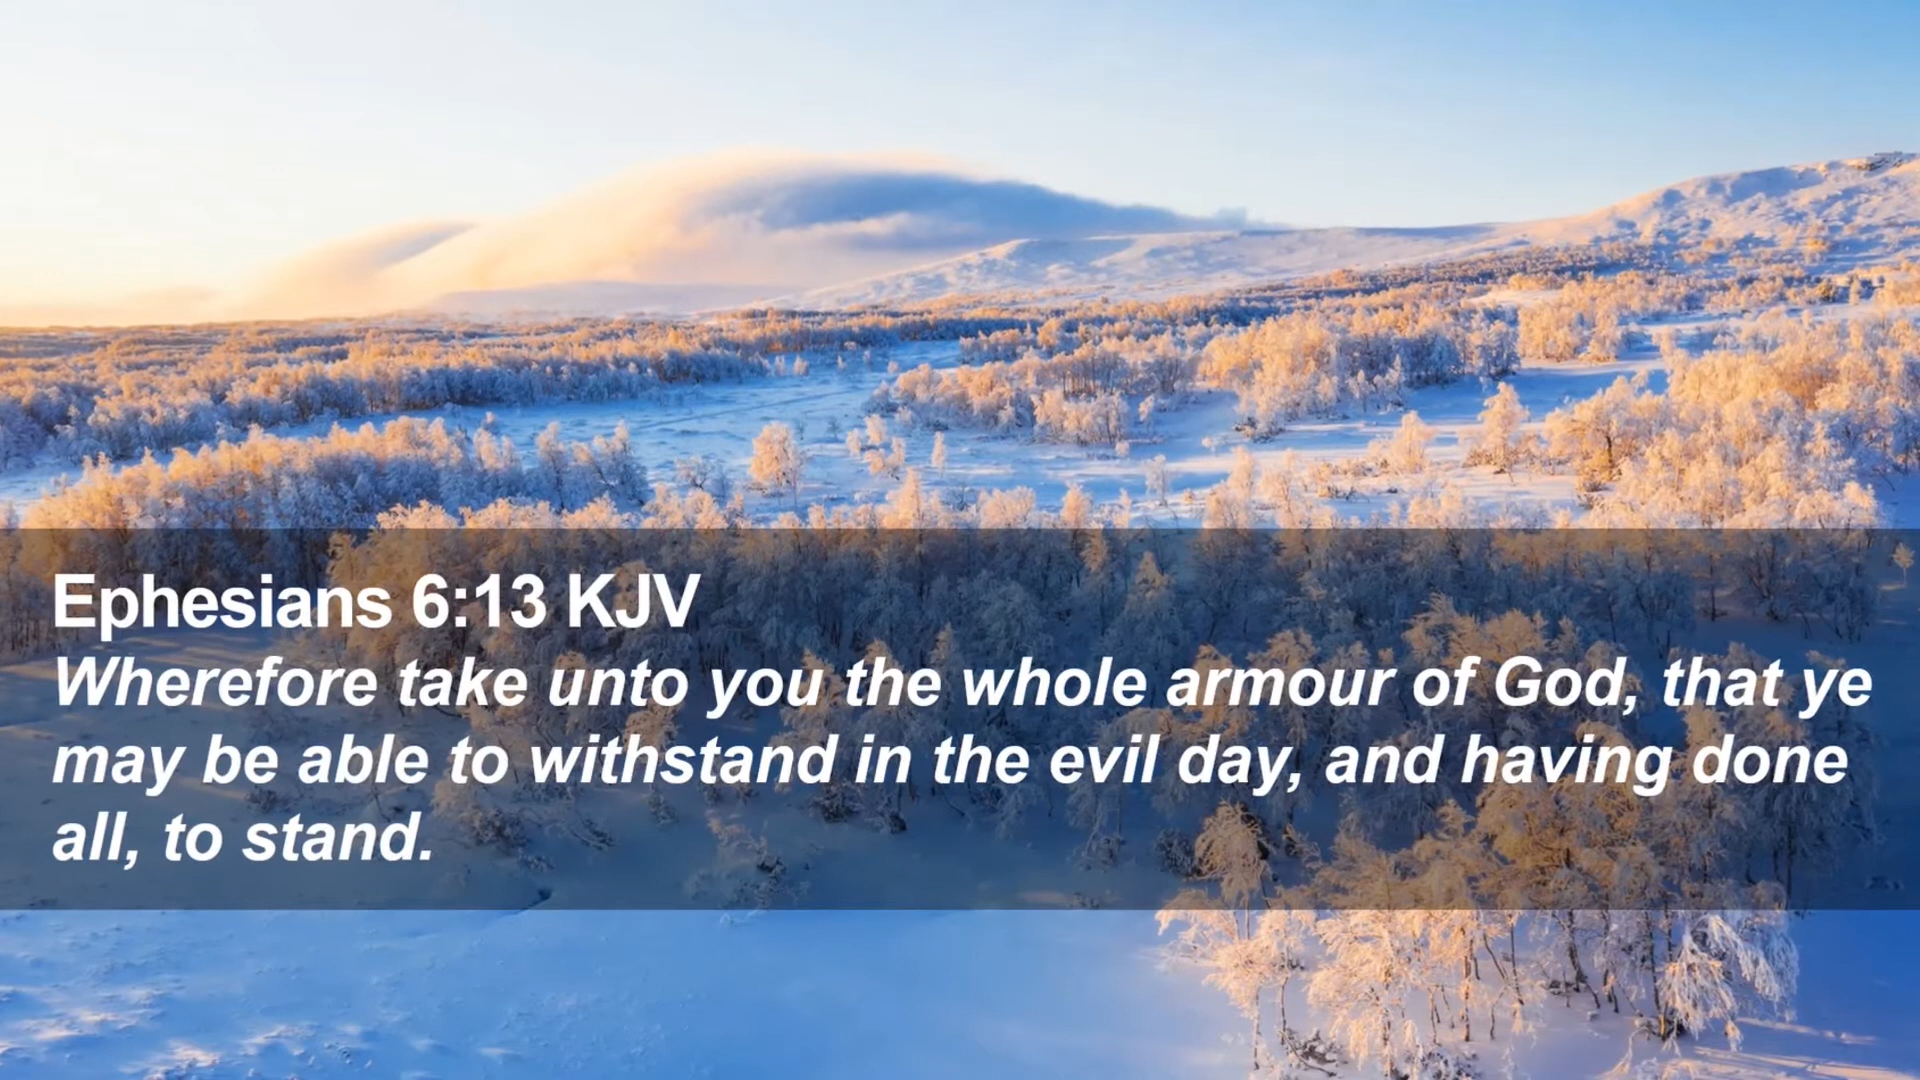 Ephesians 6:13 KJV
Wherefore take unto you the whole armour of God, that ye
may be able to withstand in the evil day, and having done
all, to stand.